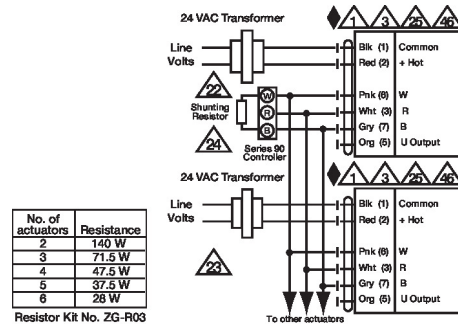 24 VAC Transformer
1 3 25 46
Line
Volts
Blk (1) Common
Red (2) + Hot
22
Pnk (6) W
Wht (3) R
Gry (7) B
Org (5) U Output
Shunting
Resistor
W
R
B
24
Series 90
Controller
24 VAC Transformer
1 3 25 46
Line
Volts
Blk (1) Common
Red (2) + Hot
23
Pnk (6) W
Wht (3) R
Gry (7) B
Org (5) U Output
To other actuators
No. of
actuators Resistance
2 140 W
3 71.5 W
4 47.5 W
5 37.5 W
6 28 W
Resistor Kit No. ZG-R03